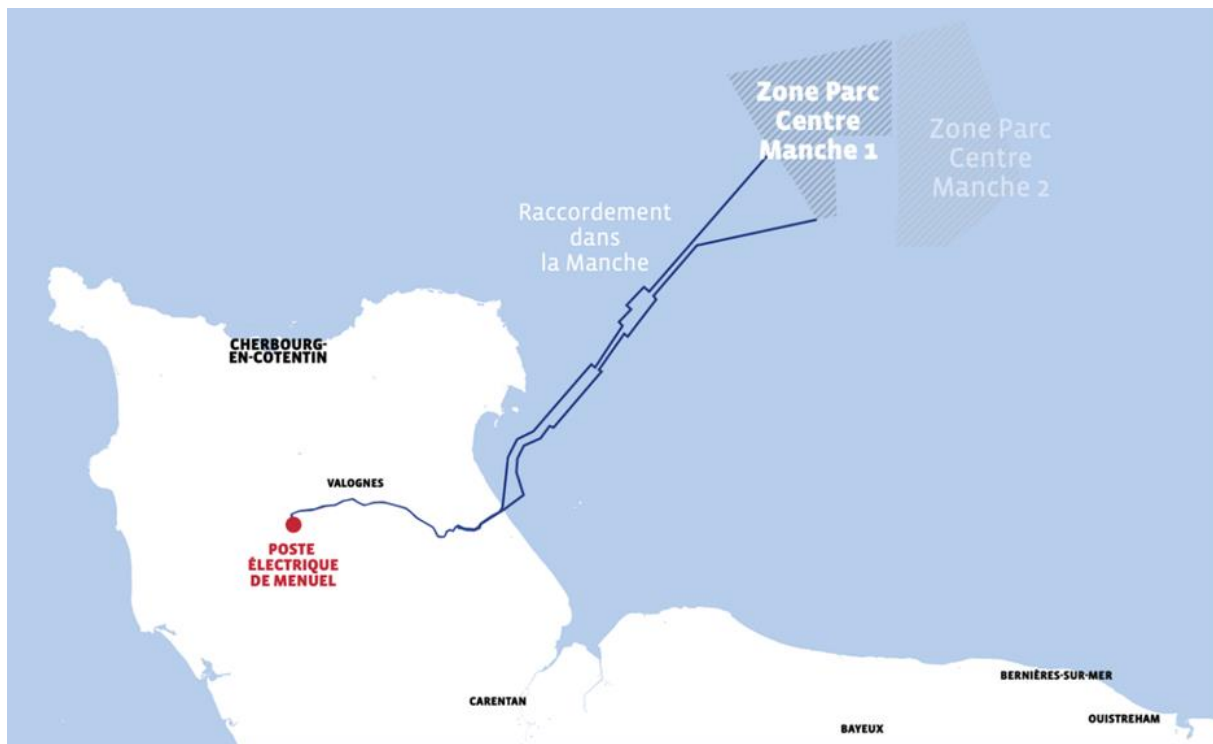 Zone Parc
Centre
Manche 1
Zone Parc
Centre
Manche 2
Raccordement
dans
la Manche
CHERBOURG-
EN-COTENTIN
VALOGNES
POSTE
ÉLECTRIQUE
DE MENUEL
CARENTAN
BERNIÈRES-SUR-MER
OUISTREHAM
BAYEUX